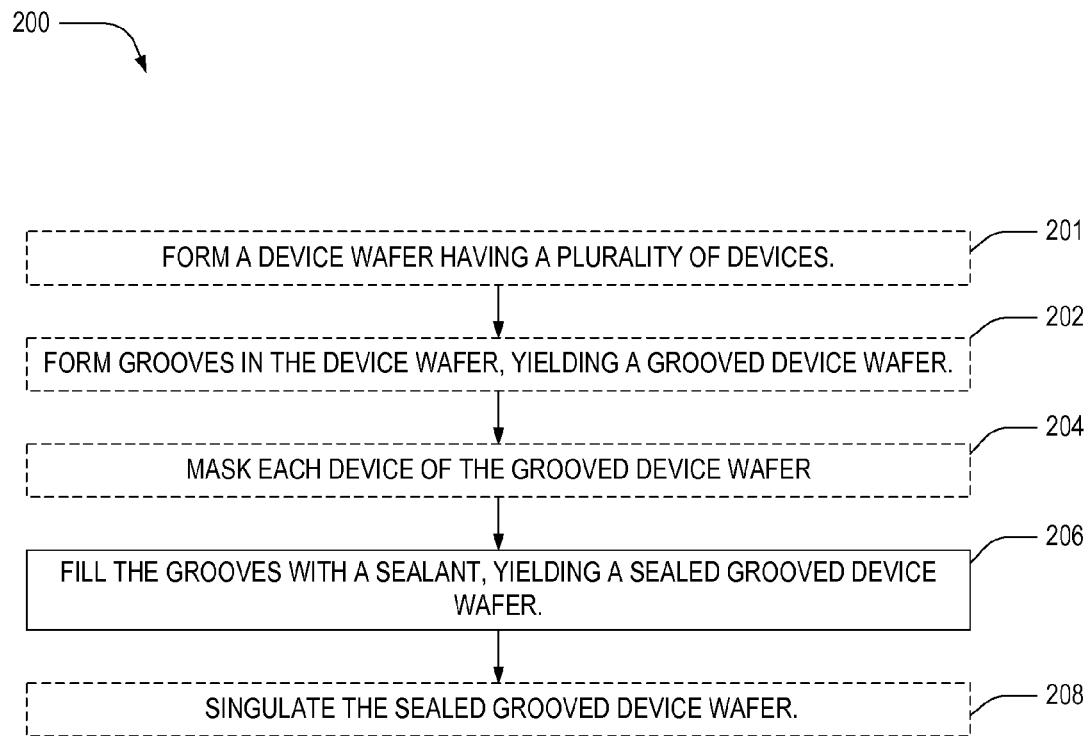 200
201
FORM A DEVICE WAFER HAVING A PLURALITY OF DEVICES.
202
FORM GROOVES IN THE DEVICE WAFER, YIELDING A GROOVED DEVICE WAFER.
204
MASK EACH DEVICE OF THE GROOVED DEVICE WAFER
206
FILL THE GROOVES WITH A SEALANT, YIELDING A SEALED GROOVED DEVICE
WAFER.
208
SINGULATE THE SEALED GROOVED DEVICE WAFER.